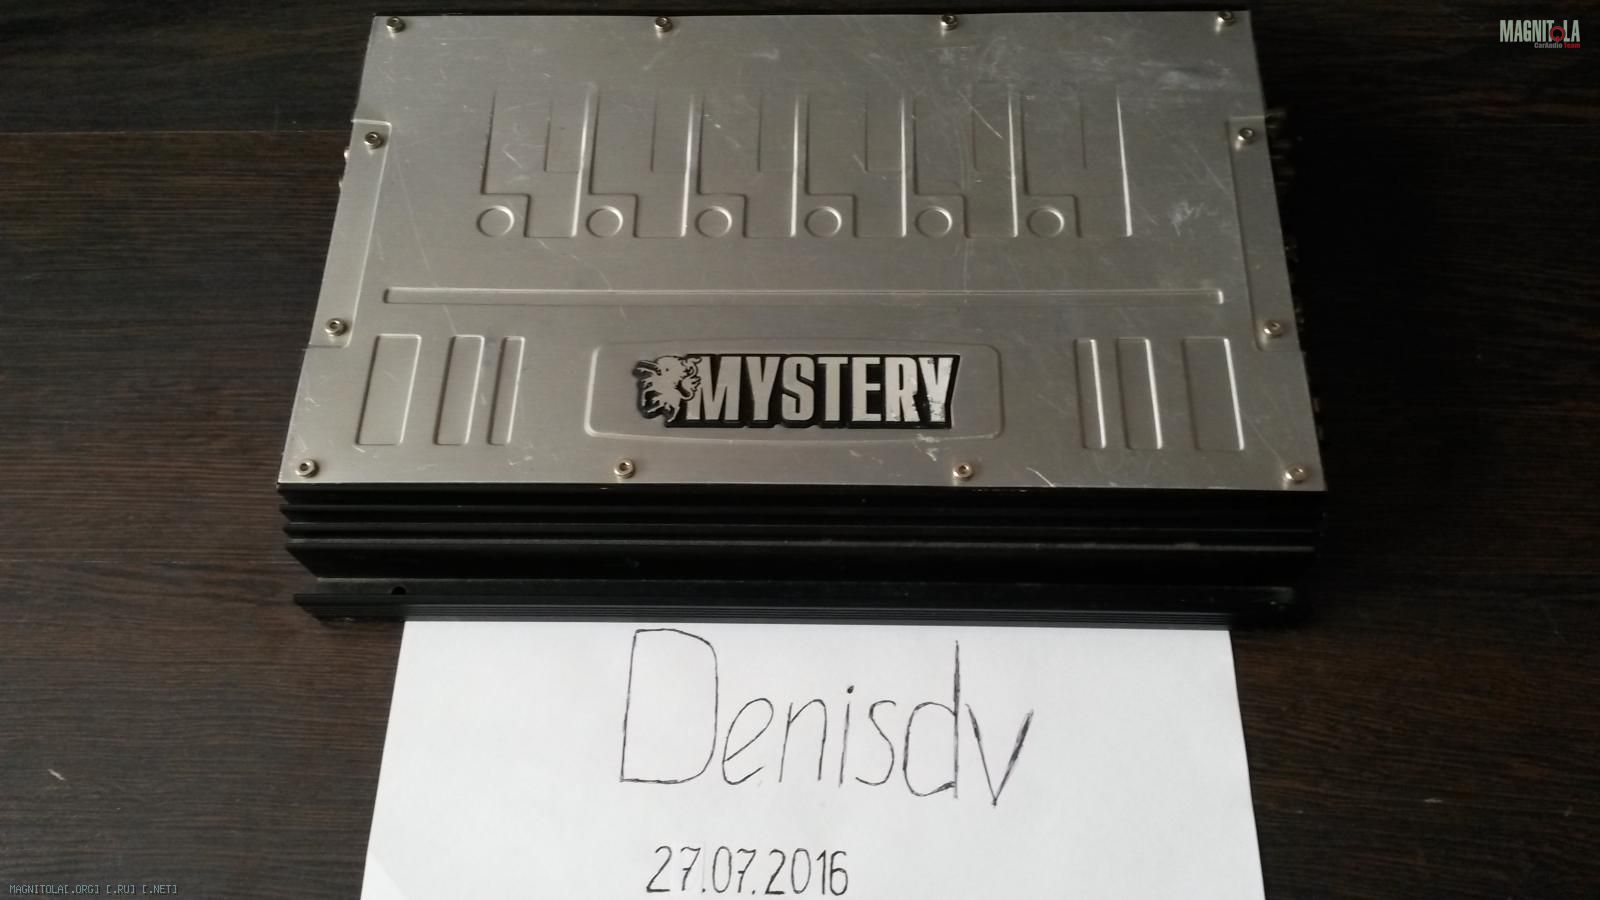 MAGNITOLA
CarAudio Team
MYSTERY
Denisdv
27.07.2016
MAGNITOLA[.ORG] [.RU] [.NET]